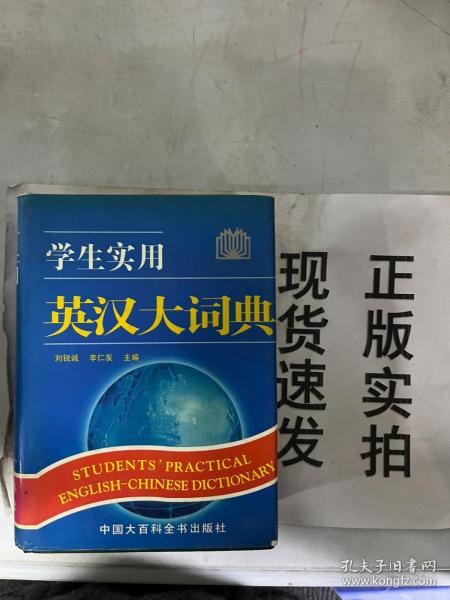 学生实用
英汉大词典
刘锐诚 李仁发 主编
STUDENTS' PRACTICAL
ENGLISH-CHINESE DICTIONARY
中国大百科全书出版社
正版实拍
现货速发
孔夫子旧书网
www.kongfz.com